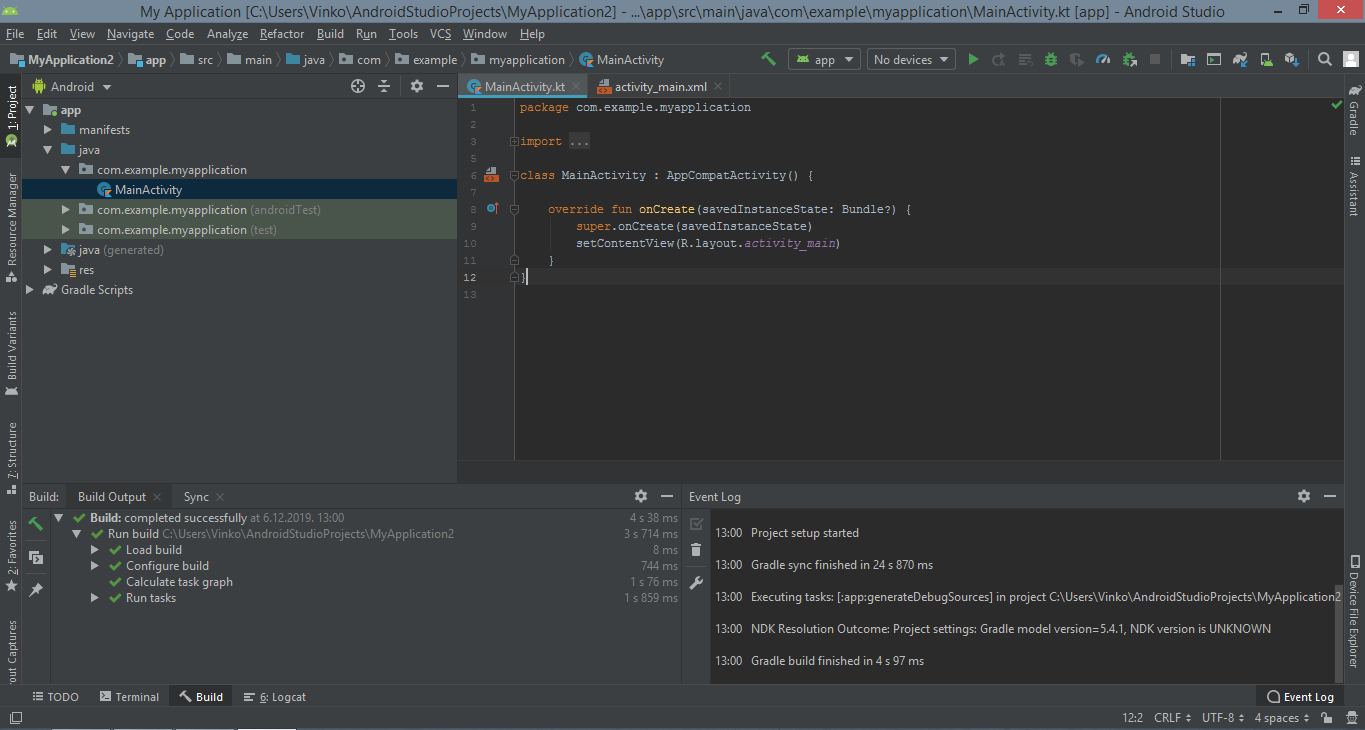 My Application [C:\Users\Vinko\AndroidStudioProjects\MyApplication2] - ...\app\src\main\java\com\example\myapplication\MainActivity.kt [app] - Android Studio
File Edit View Navigate Code Analyze Refactor Build Run Tools VCS Window Help
MyApplication2 app src main java com example myapplication MainActivity app No devices
1: Project
Resource Manager
Build Variants
7: Structure
2: Favorites
out Captures
Android
app
manifests
java
com.example.myapplication
MainActivity
com.example.myapplication (androidTest)
com.example.myapplication (test)
java (generated)
res
Gradle Scripts
MainActivity.kt activity_main.xml
1 package com.example.myapplication
2
3 import ...
5
6 class MainActivity : AppCompatActivity() {
7
8 override fun onCreate(savedInstanceState: Bundle?) {
9 super.onCreate(savedInstanceState)
10 setContentView(R.layout.activity_main)
11 }
12 }
13
Gradle
Assistant
Device File Explorer
Build: Build Output Sync
Build: completed successfully at 6.12.2019, 13:00 4 s 38 ms
Run build C:\Users\Vinko\AndroidStudioProjects\MyApplication2 3 s 714 ms
Load build 8 ms
Configure build 744 ms
Calculate task graph 1 s 76 ms
Run tasks 1 s 859 ms
Event Log
13:00 Project setup started
13:00 Gradle sync finished in 24 s 870 ms
13:00 Executing tasks: [:app:generateDebugSources] in project C:\Users\Vinko\AndroidStudioProjects\MyApplication2
13:00 NDK Resolution Outcome: Project settings: Gradle model version=5.4.1, NDK version is UNKNOWN
13:00 Gradle build finished in 4 s 97 ms
TODO Terminal Build 6: Logcat Event Log
12:2 CRLF UTF-8 4 spaces